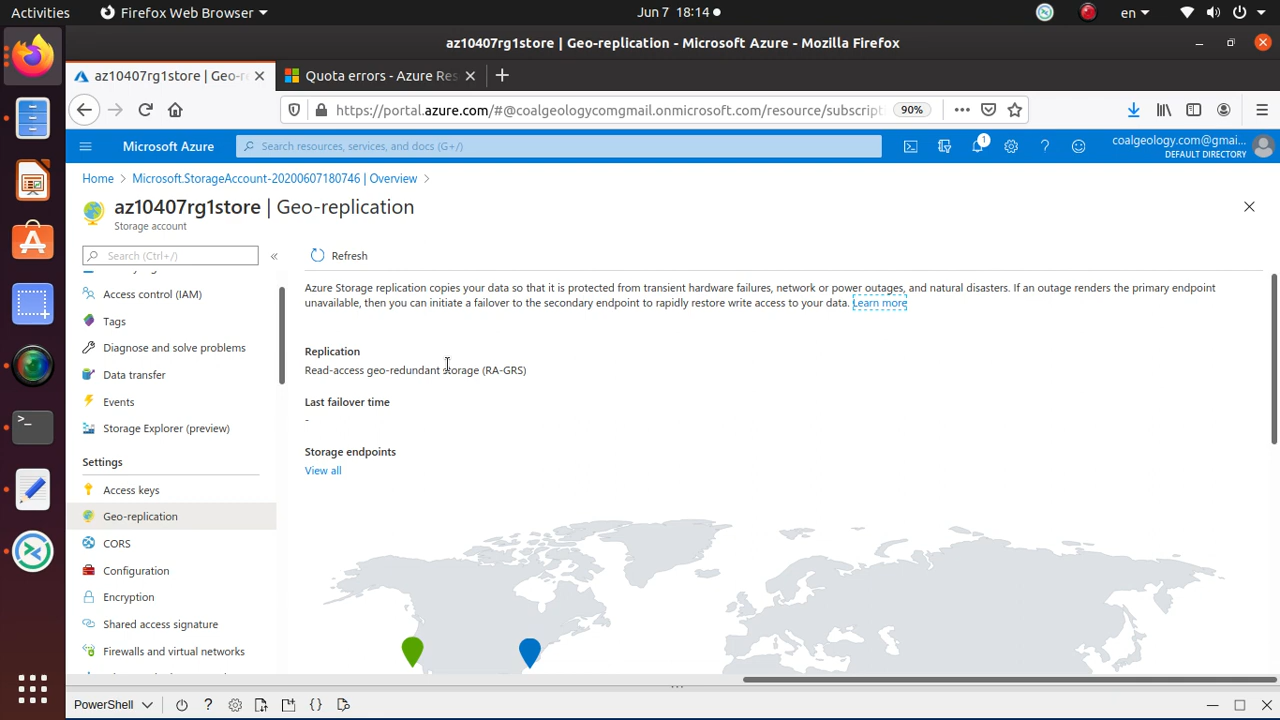 Activities
Firefox Web Browser
Jun 7 18:14
en
az10407rg1store | Geo-replication - Microsoft Azure - Mozilla Firefox
az10407rg1store | Geo-r
Quota errors - Azure Res
https://portal.azure.com/#@coalgeologycomgmail.onmicrosoft.com/resource/subscript
90%
Microsoft Azure
Search resources, services, and docs (G+/)
1
coalgeology.com@gmai...
DEFAULT DIRECTORY
Home > Microsoft.StorageAccount-20200607180746 | Overview >
az10407rg1store | Geo-replication
Storage account
Search (Ctrl+/)
Refresh
Access control (IAM)
Tags
Diagnose and solve problems
Data transfer
Events
Storage Explorer (preview)
Settings
Access keys
Geo-replication
CORS
Configuration
Encryption
Shared access signature
Firewalls and virtual networks
Azure Storage replication copies your data so that it is protected from transient hardware failures, network or power outages, and natural disasters. If an outage renders the primary endpoint
unavailable, then you can initiate a failover to the secondary endpoint to rapidly restore write access to your data. Learn more
Replication
Read-access geo-redundant storage (RA-GRS)
Last failover time
-
Storage endpoints
View all
PowerShell